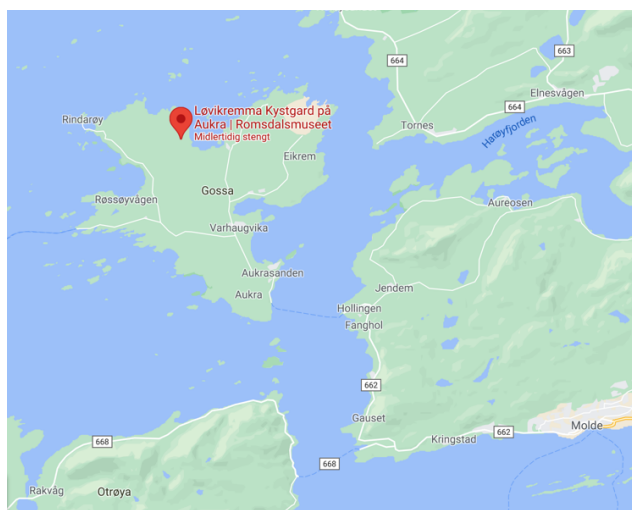 663
664
Elnesvågen
664
Harøyfjorden
Tornes
Løvikremma Kystgard på
Aukra | Romsdalsmuseet
Midlertidig stengt
Rindarøy
Eikrem
Gossa
Røssøyvågen
Aureosen
Varhaugvika
Aukrasanden
Aukra
Jendem
Hollingen
Fanghol
662
Gauset
662
Molde
Kringstad
668
668
Rakvåg
Otrøya